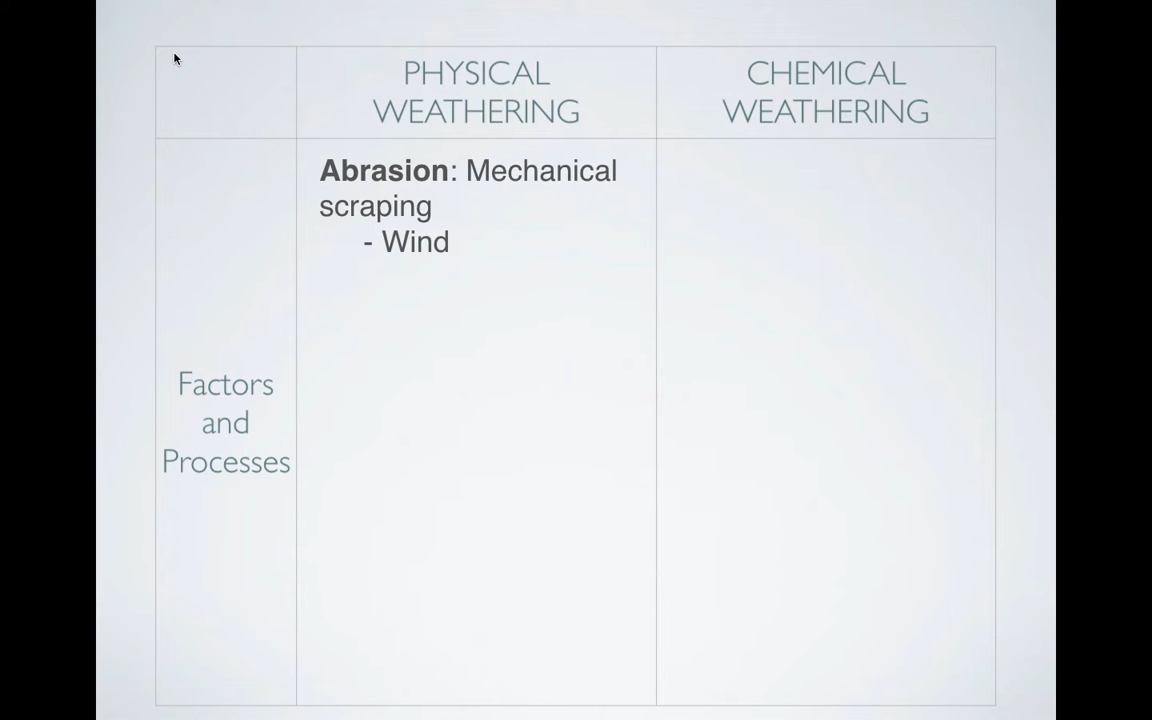 PHYSICAL
WEATHERING
CHEMICAL
WEATHERING
Abrasion: Mechanical
scraping
- Wind
Factors
and
Processes